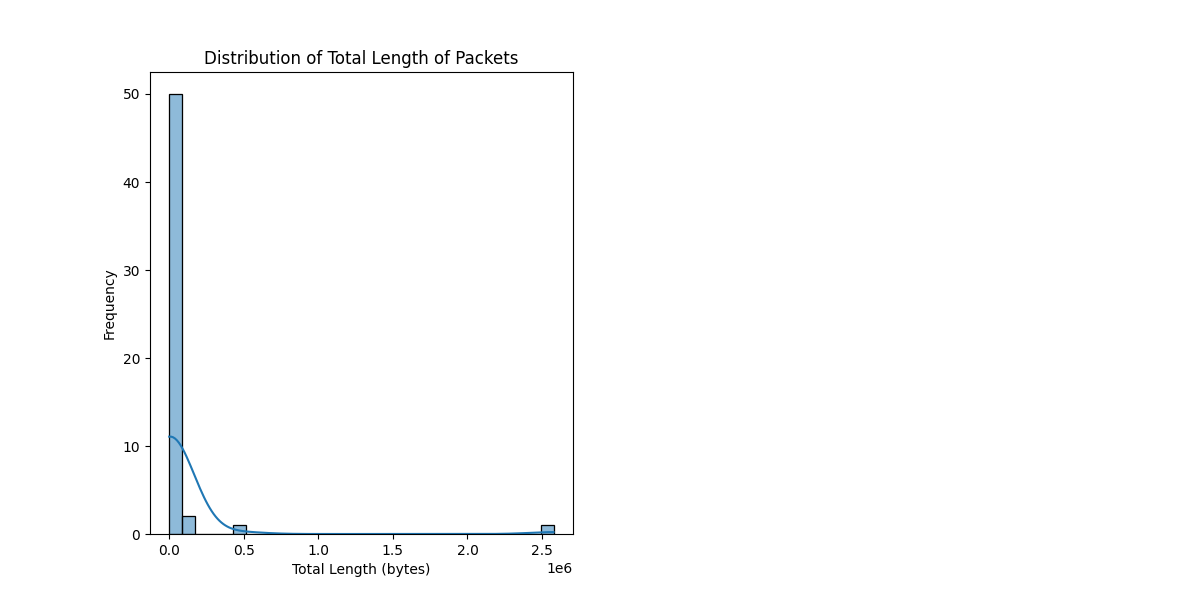 Distribution of Total Length of Packets
Frequency
50
40
30
20
10
0
0.0 0.5 1.0 1.5 2.0 2.5
1e6
Total Length (bytes)